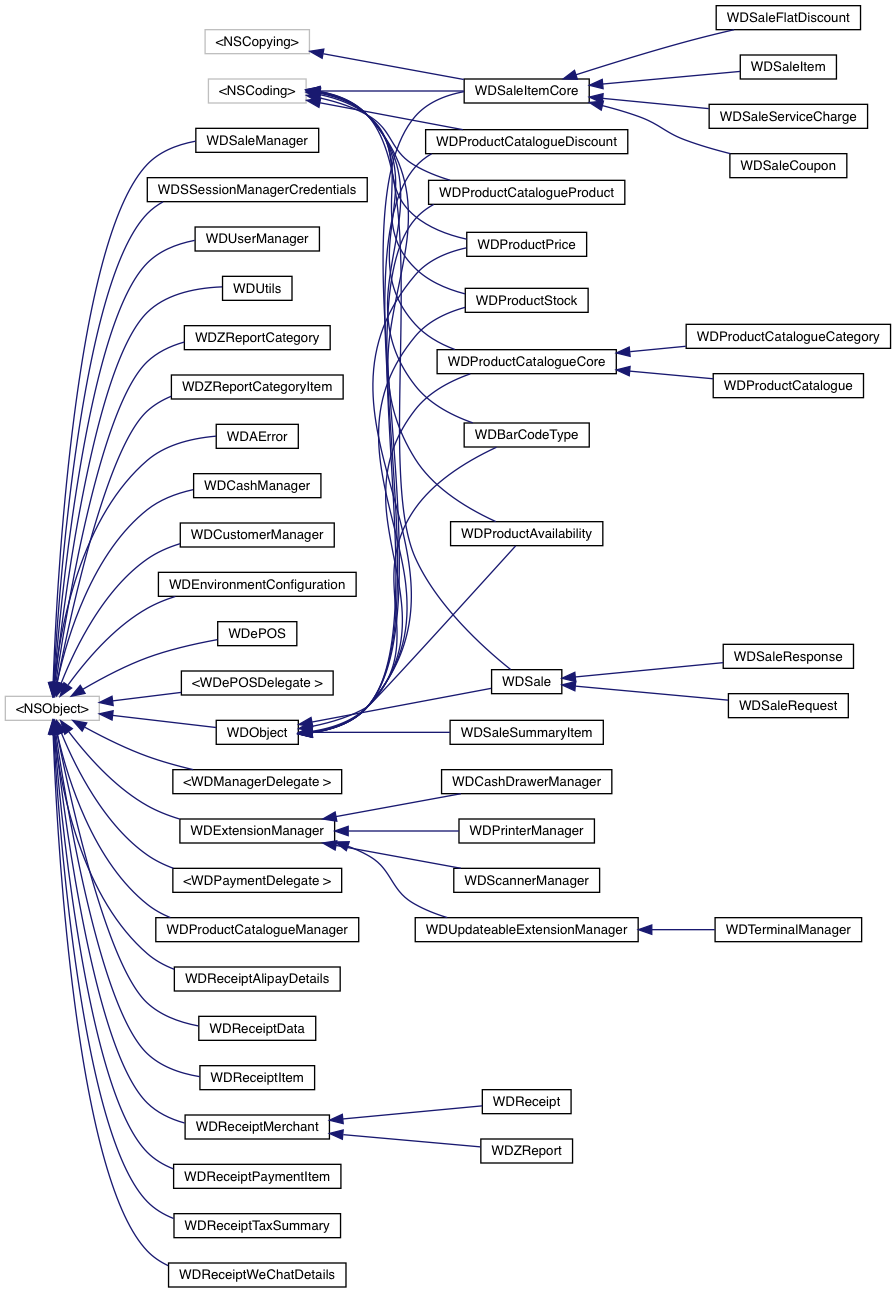 <NSCopying>
<NSCoding>
WDSaleManager
WDSSessionManagerCredentials
WDUserManager
WDUtils
WDZReportCategory
WDZReportCategoryItem
WDAError
WDCashManager
WDCustomerManager
WDEnvironmentConfiguration
WDePOS
<WDePOSDelegate >
<NSObject>
WDObject
<WDManagerDelegate >
WDExtensionManager
<WDPaymentDelegate >
WDProductCatalogueManager
WDReceiptAlipayDetails
WDReceiptData
WDReceiptItem
WDReceiptMerchant
WDReceiptPaymentItem
WDReceiptTaxSummary
WDReceiptWeChatDetails
WDSaleItemCore
WDProductCatalogueDiscount
WDProductCatalogueProduct
WDProductPrice
WDProductStock
WDProductCatalogueCore
WDBarCodeType
WDProductAvailability
WDSale
WDSaleSummaryItem
WDCashDrawerManager
WDPrinterManager
WDScannerManager
WDUpdateableExtensionManager
WDReceipt
WDZReport
WDSaleFlatDiscount
WDSaleItem
WDSaleServiceCharge
WDSaleCoupon
WDProductCatalogueCategory
WDProductCatalogue
WDSaleResponse
WDSaleRequest
WDTerminalManager